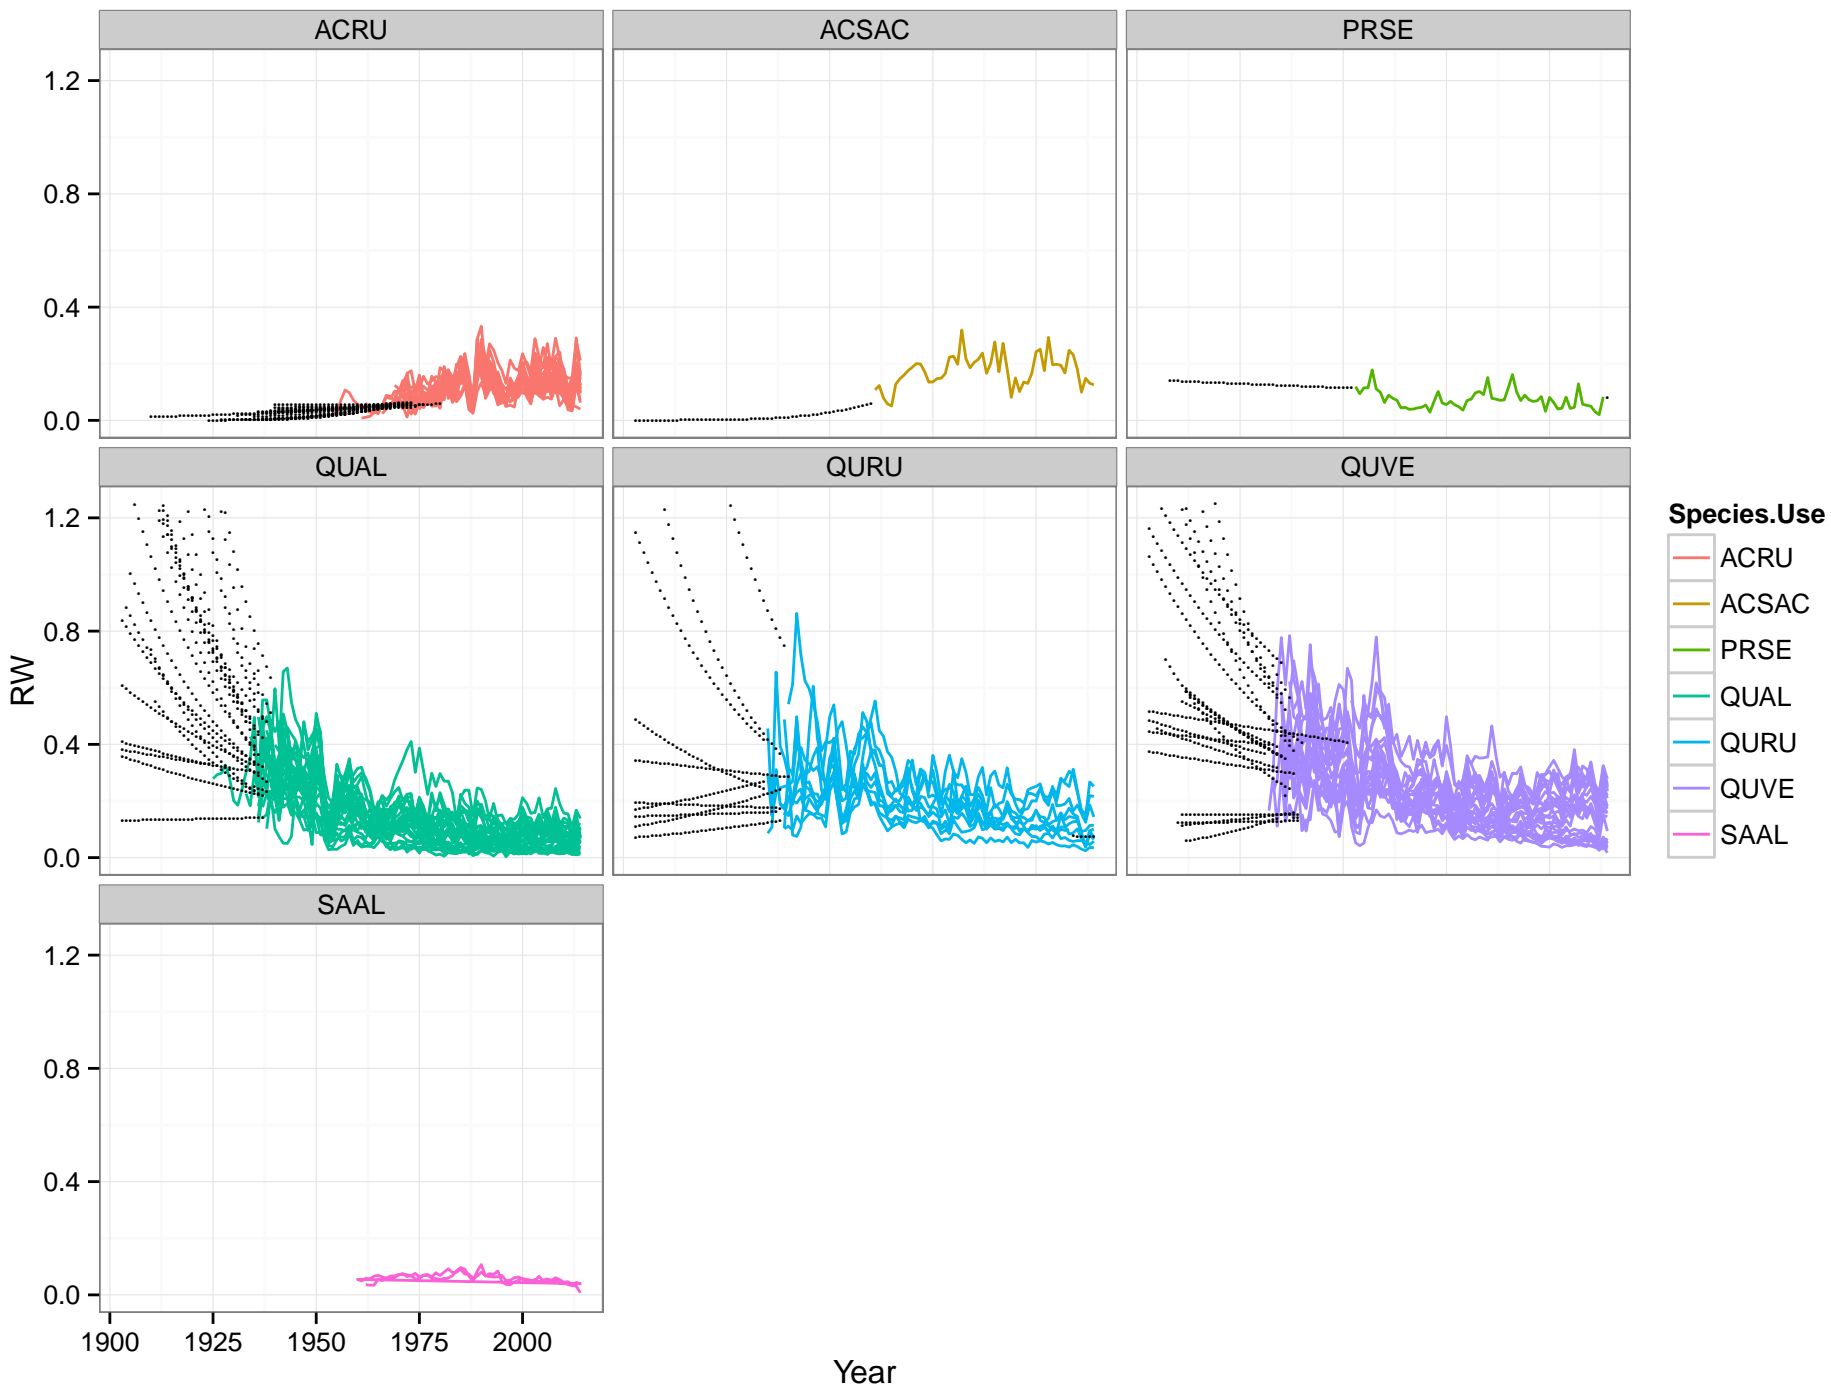 ACRU ACSAC PRSE
1.2
0.8
0.4
0.0
QUAL QURU QUVE
1.2
0.8
0.4
0.0
RW
SAAL
1.2
0.8
0.4
0.0
1900 1925 1950 1975 2000
Year
Species.Use
ACRU
ACSAC
PRSE
QUAL
QURU
QUVE
SAAL